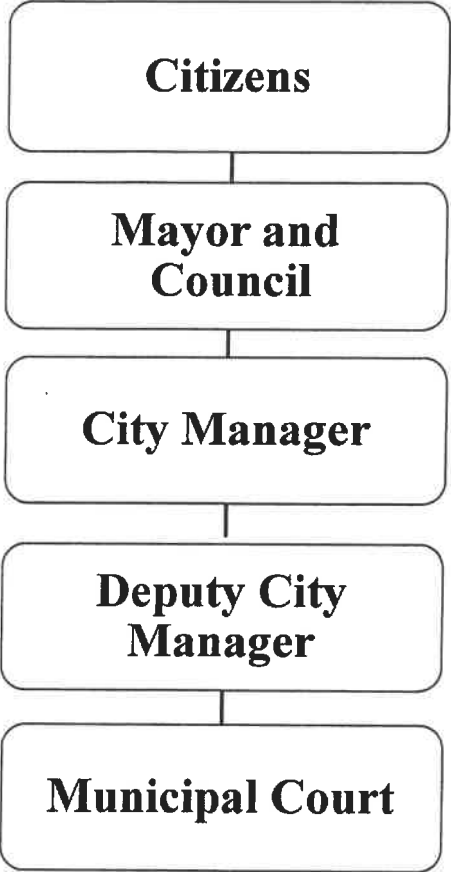 Citizens
Mayor and
Council
City Manager
Deputy City
Manager
Municipal Court